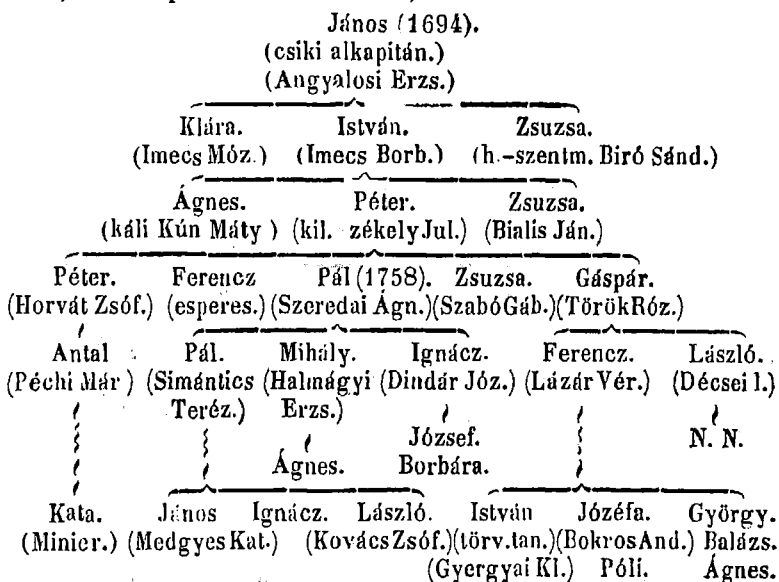 János (1694).
(csiki alkapitán.)
(Angyalosi Erzs.)
Klára. István. Zsuzsa.
(Imecs Móz.) (Imecs Borb.) (h.-szentm. Biró Sánd.)
Ágnes. Péter. Zsuzsa.
(káli Kún Máty ) (kil. zékely Jul.) (Bialis Ján.)
Péter. Ferencz Pál (1758). Zsuzsa. Gáspár.
(Horvát Zsóf.) (esperes.) (Szeredai Ágn.) (Szabó Gáb.) (Török Róz.)
Antal Pál. Mihály. Ignácz. Ferencz. László.
(Péchi Már ) (Simántics (Halmágyi (Dindár Józ.) (Lázár Vér.) (Décsei I.)
Teréz.) Erzs.)
József. N. N.
Ágnes. Borbára.
Kata. János Ignácz. László. István Józéfa. György.
(Minier.) (Medgyes Kat.) (Kovács Zsóf.) (törv. tan.) (Bokros And.) Balázs.
(Gyergyai Kl.) Póli. Ágnes.